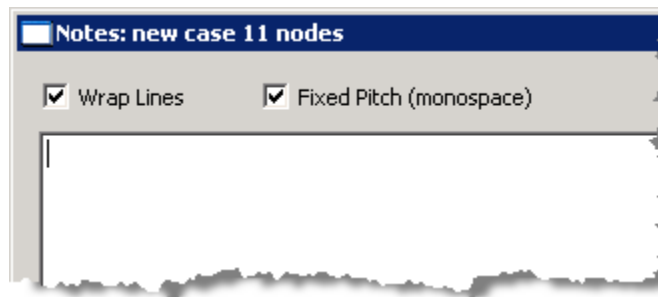 Notes: new case 11 nodes
Wrap Lines Fixed Pitch (monospace)